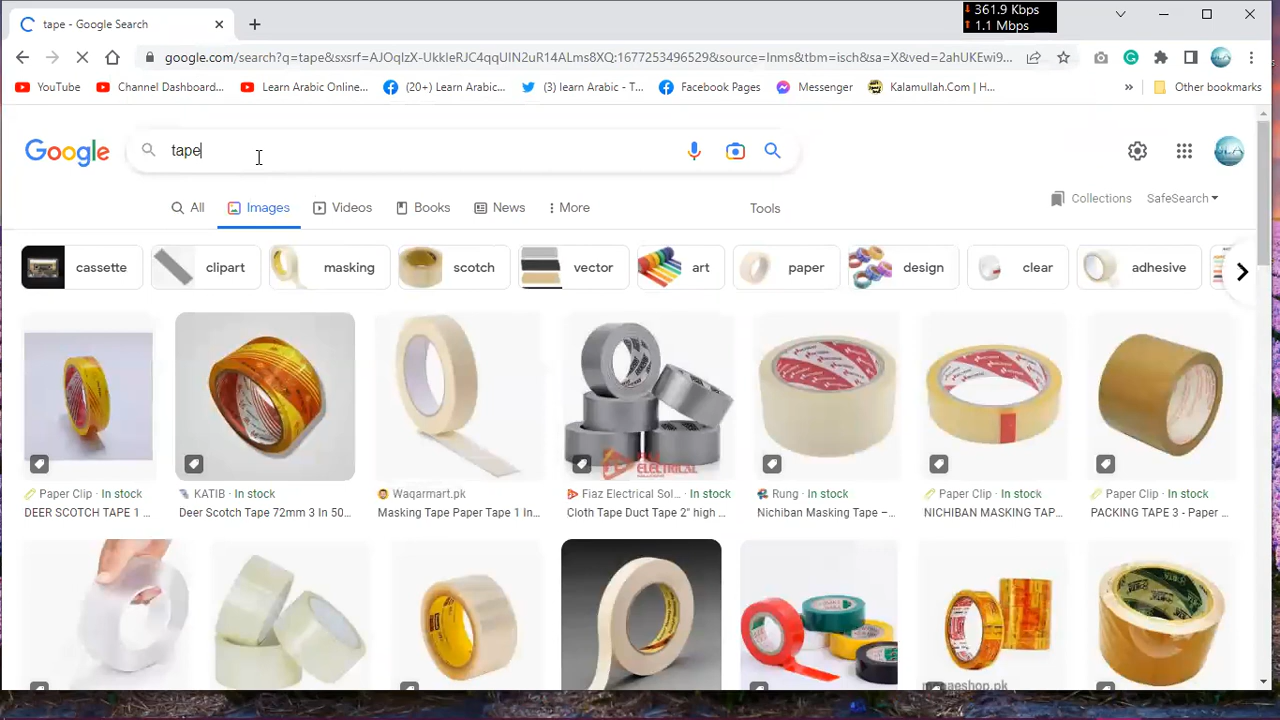 tape - Google Search
361.9 Kbps
1.1 Mbps
google.com/search?q=tape&sxsrf=AJOqlzX-UkkleRJC4qqUIN2uR14ALms8XQ:1677253496529&source=lnms&tbm=isch&sa=X&ved=2ahUKEwi9...
YouTube
Channel Dashboard...
Learn Arabic Online...
(20+) Learn Arabic...
(3) learn Arabic - T...
Facebook Pages
Messenger
Kalamullah.Com | H...
»
Other bookmarks
Google
tape
All
Images
Videos
Books
News
More
Tools
Collections
SafeSearch
cassette
clipart
masking
scotch
vector
art
paper
design
clear
adhesive
Paper Clip · In stock
DEER SCOTCH TAPE 1 ...
KATIB · In stock
Deer Scotch Tape 72mm 3 In 50...
Waqarmart.pk
Masking Tape Paper Tape 1 In...
Fiaz Electrical Sol... · In stock
Cloth Tape Duct Tape 2" high ...
Rung · In stock
Nichiban Masking Tape –...
Paper Clip · In stock
NICHIBAN MASKING TAP...
Paper Clip · In stock
PACKING TAPE 3 - Paper ...